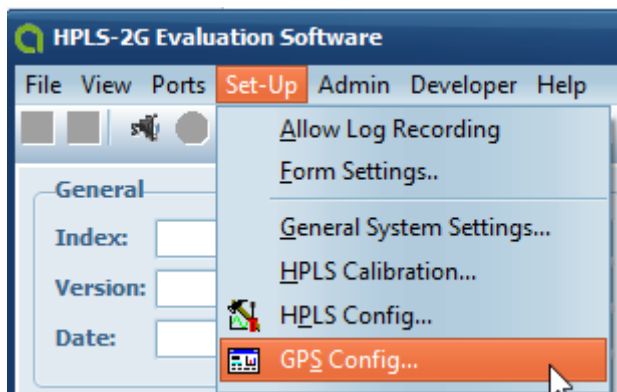 HPLS-2G Evaluation Software
File View Ports Set-Up Admin Developer Help
Allow Log Recording
Form Settings..
General
General System Settings...
Index:
HPLS Calibration...
Version:
HPLS Config...
Date:
GPS Config...